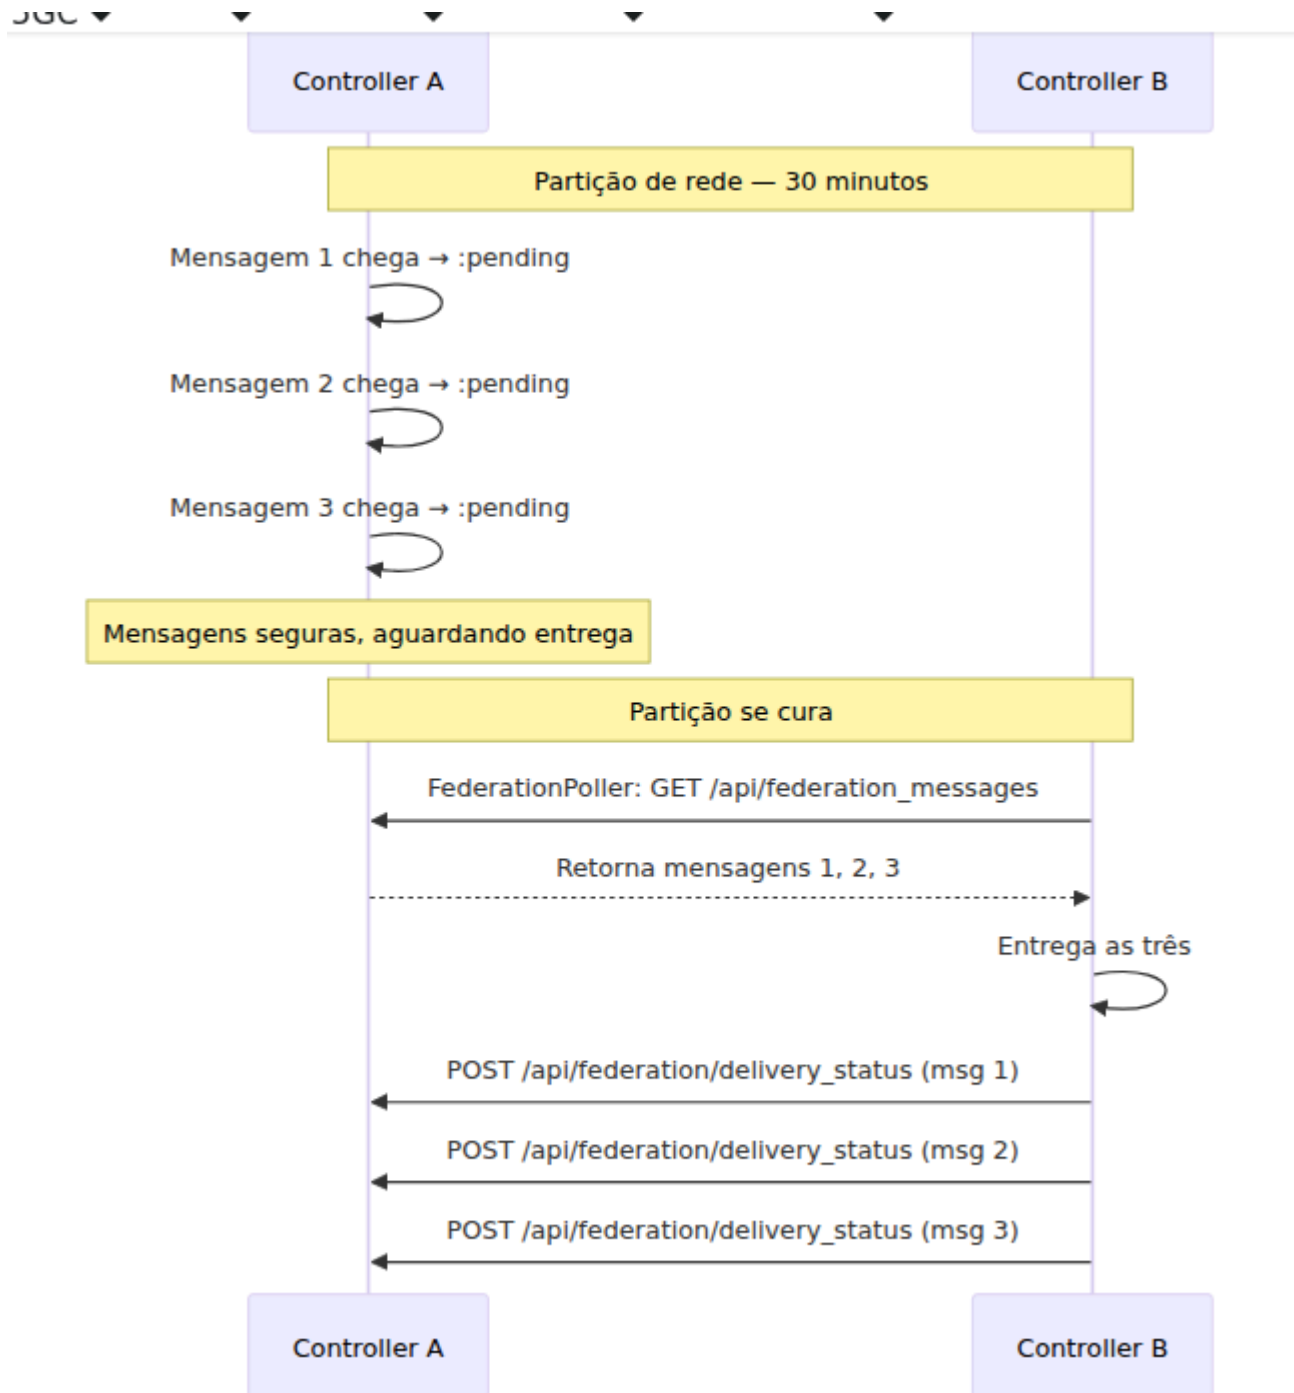 Controller A
Controller B
Partição de rede — 30 minutos
Mensagem 1 chega → :pending
Mensagem 2 chega → :pending
Mensagem 3 chega → :pending
Mensagens seguras, aguardando entrega
Partição se cura
FederationPoller: GET /api/federation_messages
Retorna mensagens 1, 2, 3
Entrega as três
POST /api/federation/delivery_status (msg 1)
POST /api/federation/delivery_status (msg 2)
POST /api/federation/delivery_status (msg 3)
Controller A
Controller B